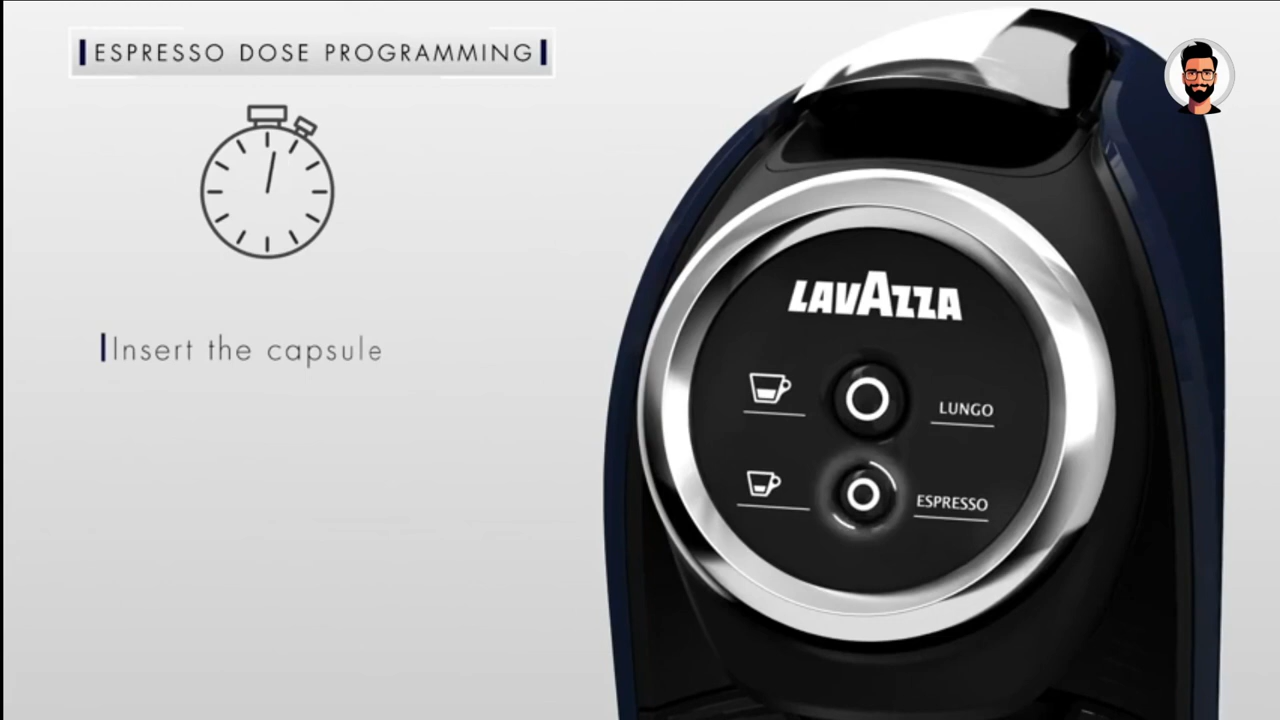 ESPRESSO DOSE PROGRAMMING
Insert the capsule
LAVAZZA
LUNGO
ESPRESSO